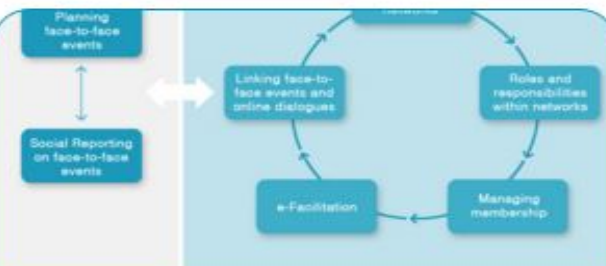 Planning
face-to-face
events
Social Reporting
on face-to-face
events
networks
Linking face-to-
face events and
online dialogues
Roles and
responsibilities
within networks
e-Facilitation
Managing
membership